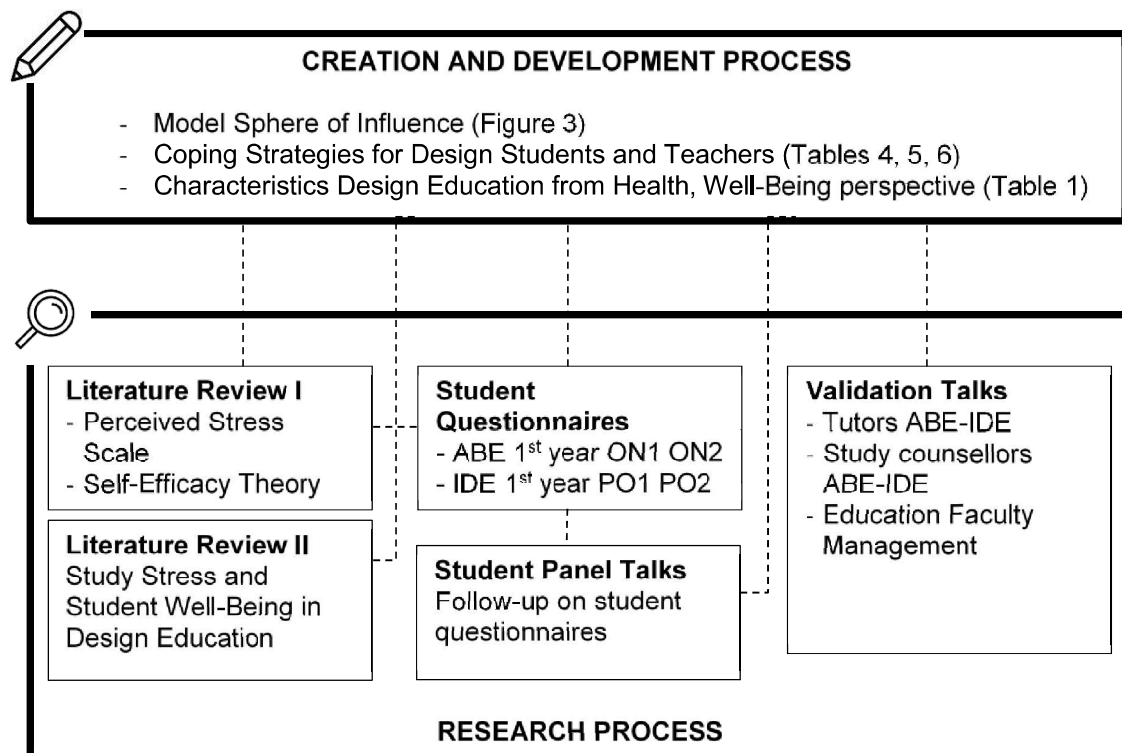 CREATION AND DEVELOPMENT PROCESS
- Model Sphere of Influence (Figure 3)
- Coping Strategies for Design Students and Teachers (Tables 4, 5, 6)
- Characteristics Design Education from Health, Well-Being perspective (Table 1)
Literature Review I
- Perceived Stress
Scale
- Self-Efficacy Theory
Literature Review II
Study Stress and
Student Well-Being in
Design Education
Student
Questionnaires
- ABE 1st year ON1 ON2
- IDE 1st year PO1 PO2
Student Panel Talks
Follow-up on student
questionnaires
Validation Talks
- Tutors ABE-IDE
- Study counsellors
ABE-IDE
- Education Faculty
Management
RESEARCH PROCESS